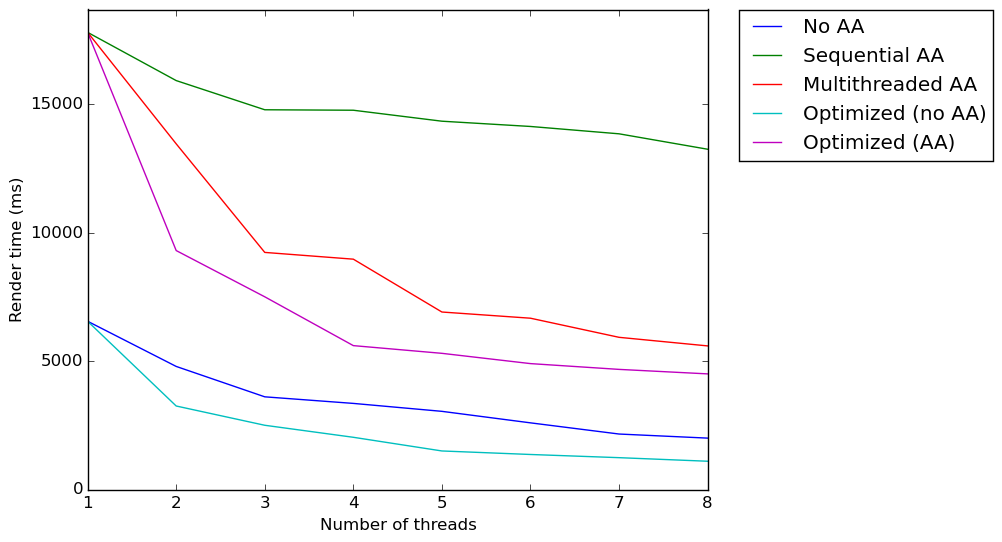 No AA
Sequential AA
Multithreaded AA
Optimized (no AA)
Optimized (AA)
15000
10000
5000
0
Render time (ms)
1 2 3 4 5 6 7 8
Number of threads